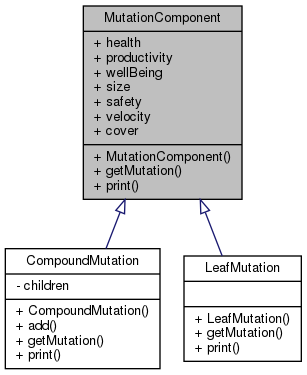 MutationComponent
+ health
+ productivity
+ wellBeing
+ size
+ safety
+ velocity
+ cover
+ MutationComponent()
+ getMutation()
+ print()
CompoundMutation
- children
+ CompoundMutation()
+ add()
+ getMutation()
+ print()
LeafMutation
+ LeafMutation()
+ getMutation()
+ print()